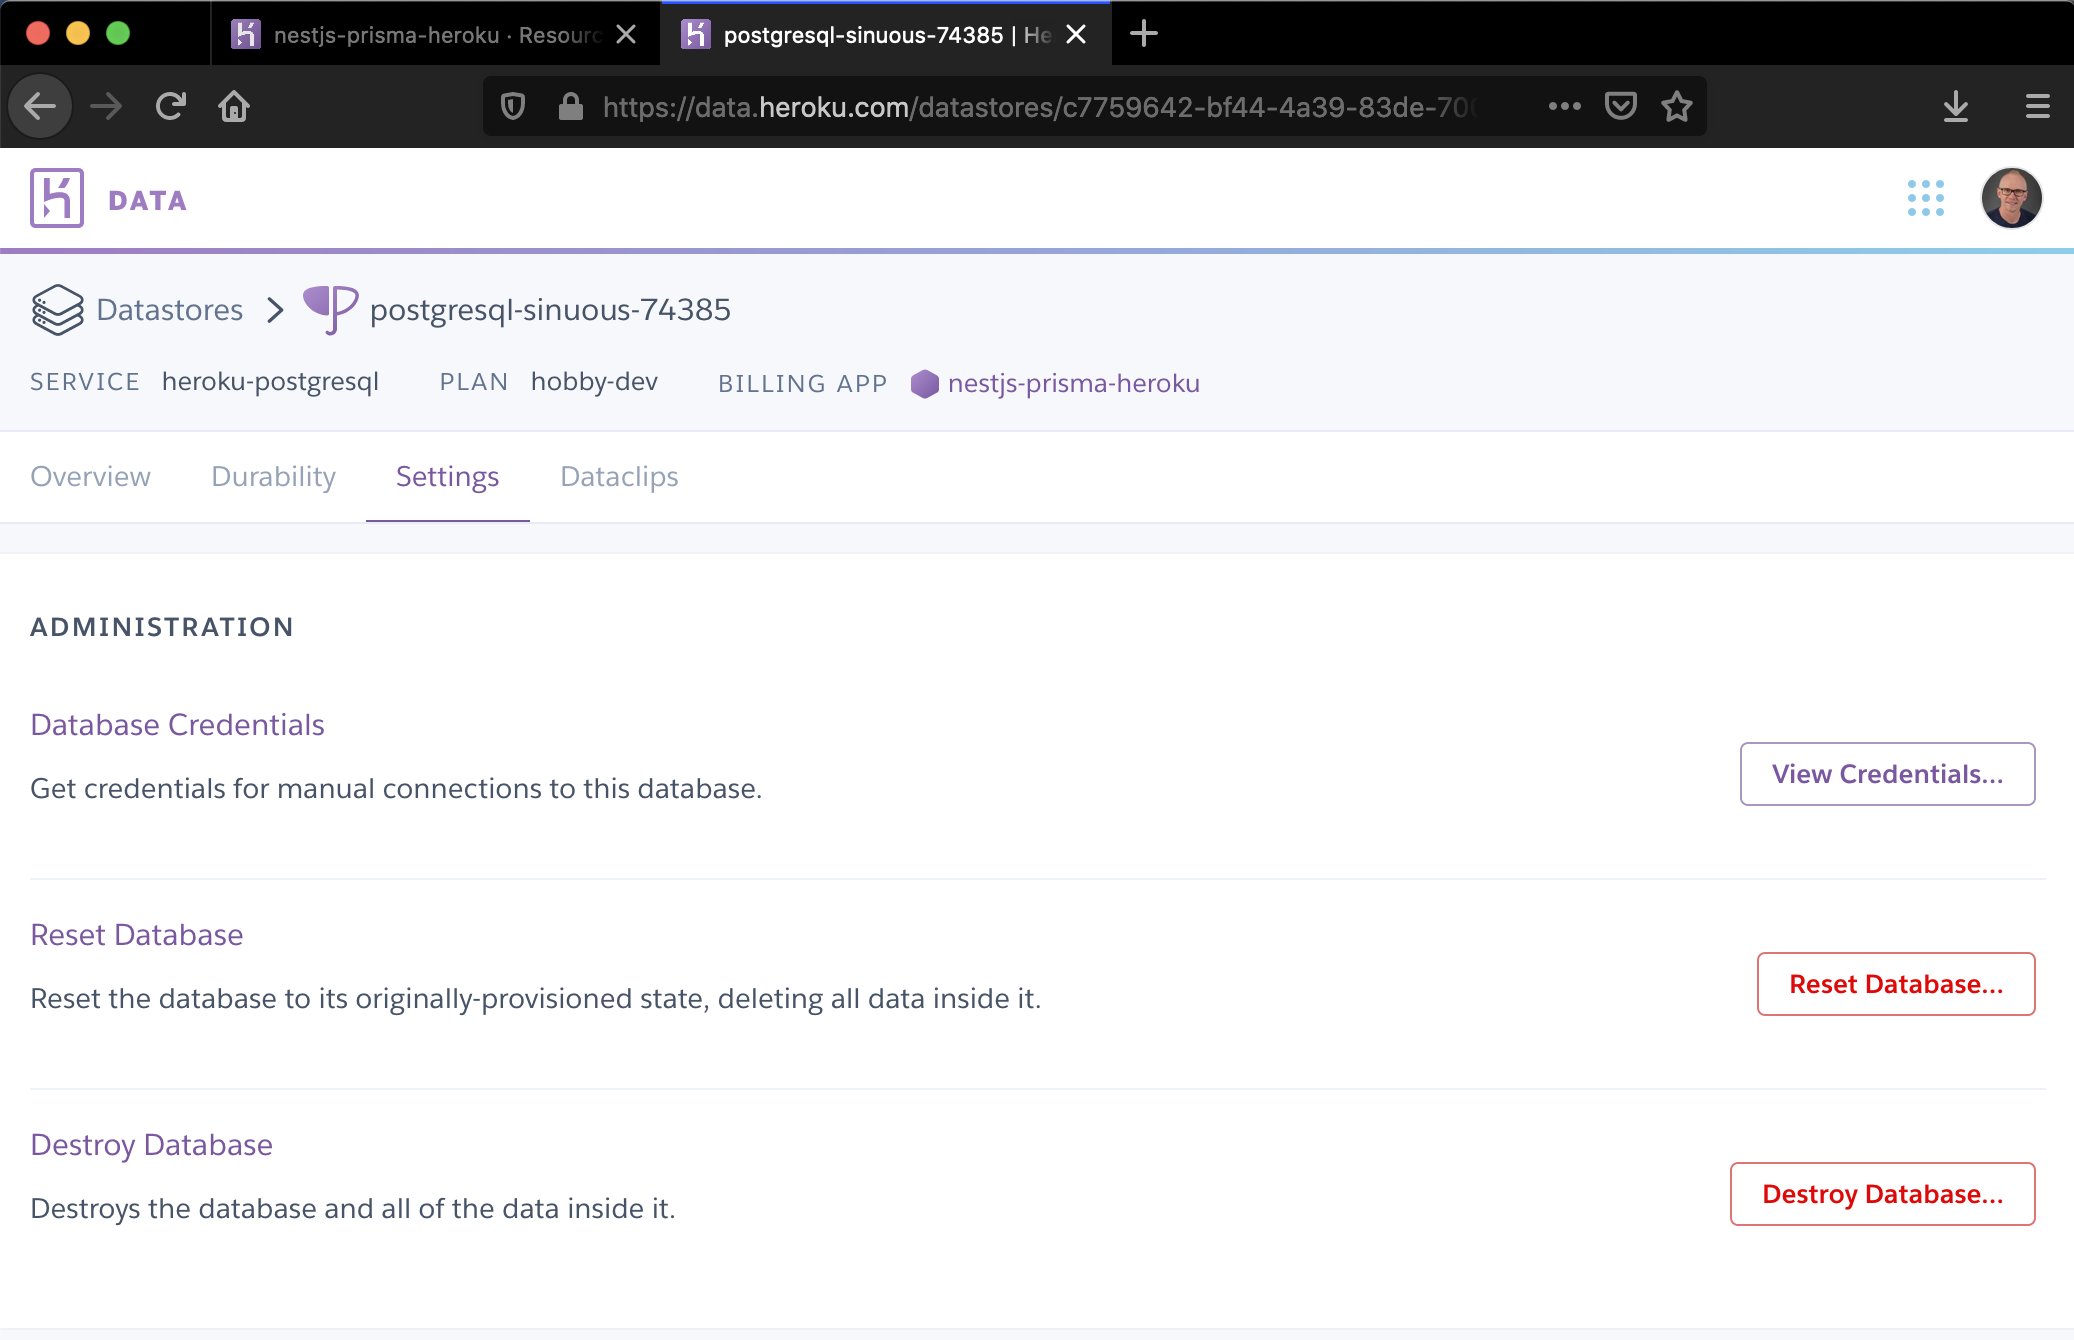 nestjs-prisma-heroku · Resourc
postgresql-sinuous-74385 | He
https://data.heroku.com/datastores/c7759642-bf44-4a39-83de-70
DATA
Datastores > postgresql-sinuous-74385
SERVICE heroku-postgresql PLAN hobby-dev BILLING APP nestjs-prisma-heroku
Overview Durability Settings Dataclips
ADMINISTRATION
Database Credentials
Get credentials for manual connections to this database.
View Credentials...
Reset Database
Reset the database to its originally-provisioned state, deleting all data inside it.
Reset Database...
Destroy Database
Destroys the database and all of the data inside it.
Destroy Database...